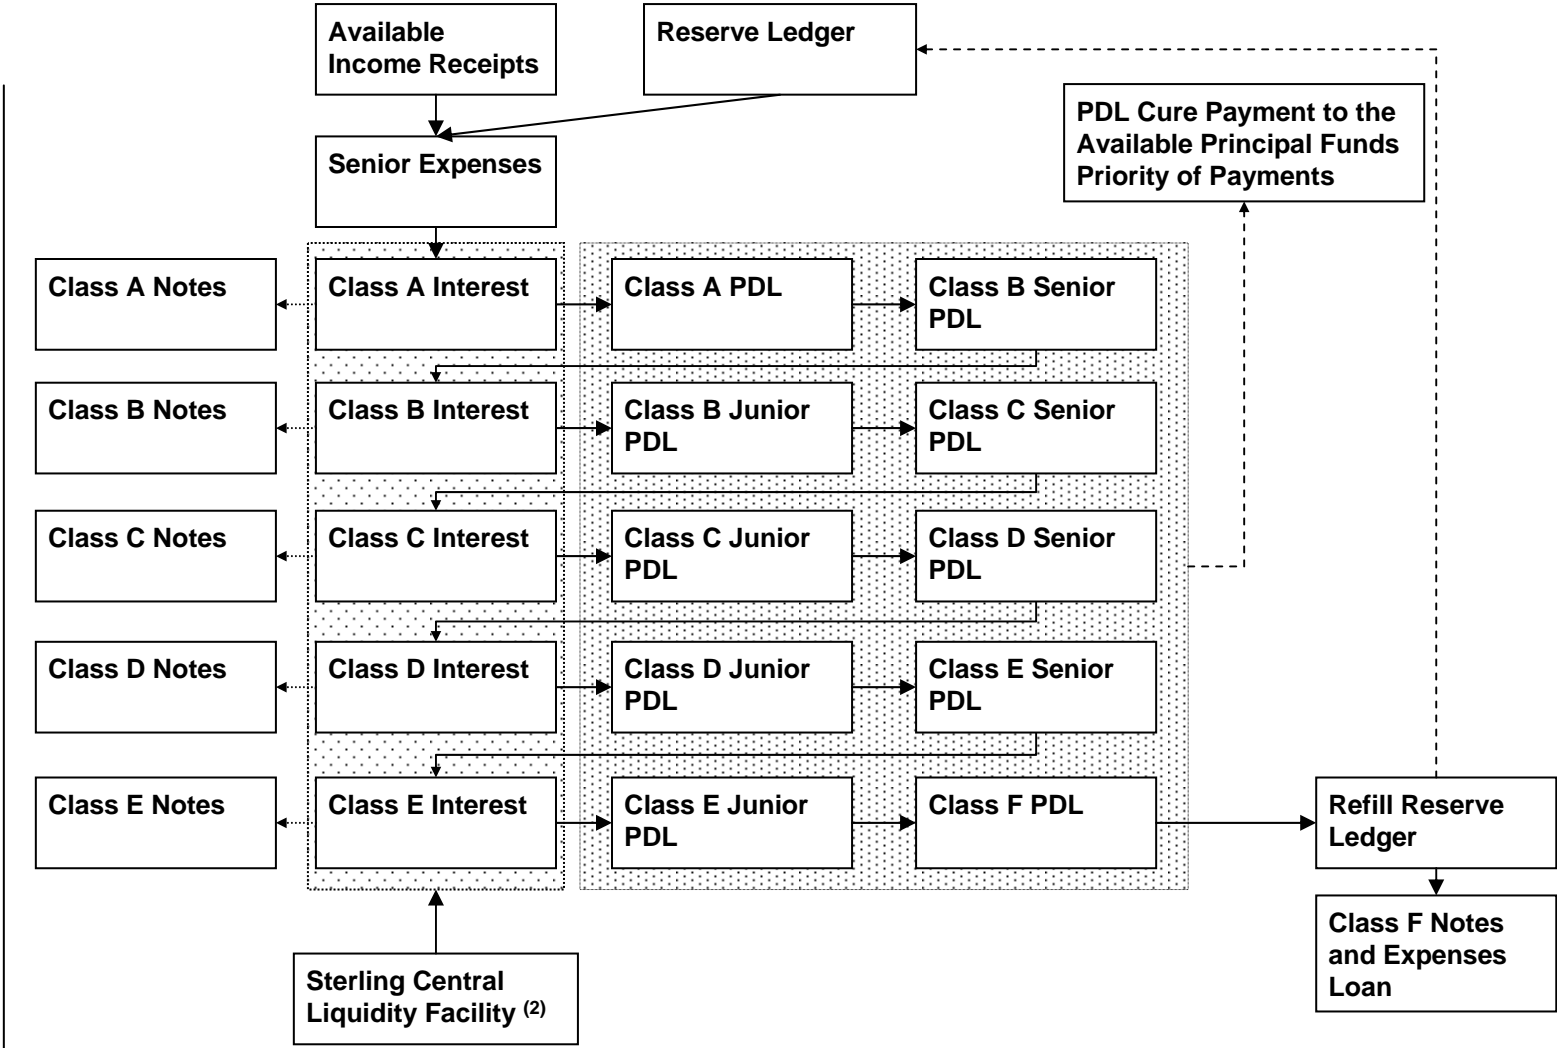 Available
Income Receipts
Reserve Ledger
PDL Cure Payment to the
Available Principal Funds
Priority of Payments
Senior Expenses
Class A Notes
Class A Interest
Class A PDL
Class B Senior
PDL
Class B Notes
Class B Interest
Class B Junior
PDL
Class C Senior
PDL
Class C Notes
Class C Interest
Class C Junior
PDL
Class D Senior
PDL
Class D Notes
Class D Interest
Class D Junior
PDL
Class E Senior
PDL
Class E Notes
Class E Interest
Class E Junior
PDL
Class F PDL
Refill Reserve
Ledger
Class F Notes
and Expenses
Loan
Sterling Central
Liquidity Facility (2)